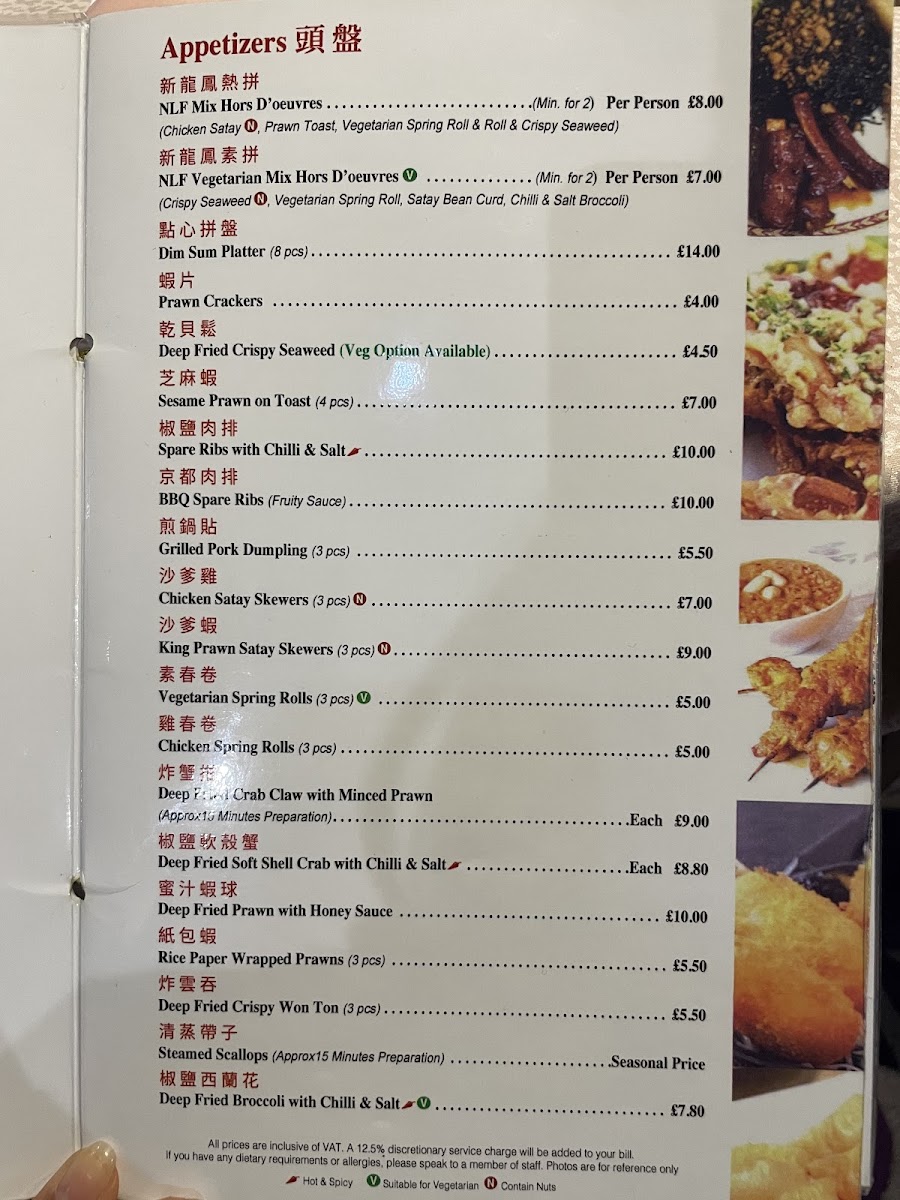 Appetizers 頭盤
新龍鳳熱拼
NLF Mix Hors D'oeuvres ...........................(Min. for 2) Per Person £8.00
(Chicken Satay N, Prawn Toast, Vegetarian Spring Roll & Roll & Crispy Seaweed)
新龍鳳素拼
NLF Vegetarian Mix Hors D'oeuvres V ..............(Min. for 2) Per Person £7.00
(Crispy Seaweed N, Vegetarian Spring Roll, Satay Bean Curd, Chilli & Salt Broccoli)
點心拼盤
Dim Sum Platter (8 pcs)............................................... £14.00
蝦片
Prawn Crackers ..................................................... £4.00
乾貝鬆
Deep Fried Crispy Seaweed (Veg Option Available)........................ £4.50
芝麻蝦
Sesame Prawn on Toast (4 pcs).......................................... £7.00
椒鹽肉排
Spare Ribs with Chilli & Salt........................................ £10.00
京都肉排
BBQ Spare Ribs (Fruity Sauce).......................................... £10.00
煎鍋貼
Grilled Pork Dumpling (3 pcs) ......................................... £5.50
沙爹雞
Chicken Satay Skewers (3 pcs) N ....................................... £7.00
沙爹蝦
King Prawn Satay Skewers (3 pcs) N .................................... £9.00
素春卷
Vegetarian Spring Rolls (3 pcs) V ...................................... £5.00
雞春卷
Chicken Spring Rolls (3 pcs)........................................... £5.00
炸蟹
Deep Crab Claw with Minced Prawn
(Approx15 Minutes Preparation).......................................Each £9.00
椒鹽軟殼蟹
Deep Fried Soft Shell Crab with Chilli & Salt .....................Each £8.80
蜜汁蝦球
Deep Fried Prawn with Honey Sauce .................................. £10.00
紙包蝦
Rice Paper Wrapped Prawns (3 pcs) .................................... £5.50
炸雲吞
Deep Fried Crispy Won Ton (3 pcs)..................................... £5.50
清蒸帶子
Steamed Scallops (Approx15 Minutes Preparation) .....................Seasonal Price
椒鹽西蘭花
Deep Fried Broccoli with Chilli & Salt V ............................... £7.80
All prices are inclusive of VAT. A 12.5% discretionary service charge will be added to your bill.
If you have any dietary requirements or allergies, please speak to a member of staff. Photos are for reference only
Hot & Spicy V Suitable for Vegetarian N Contain Nuts